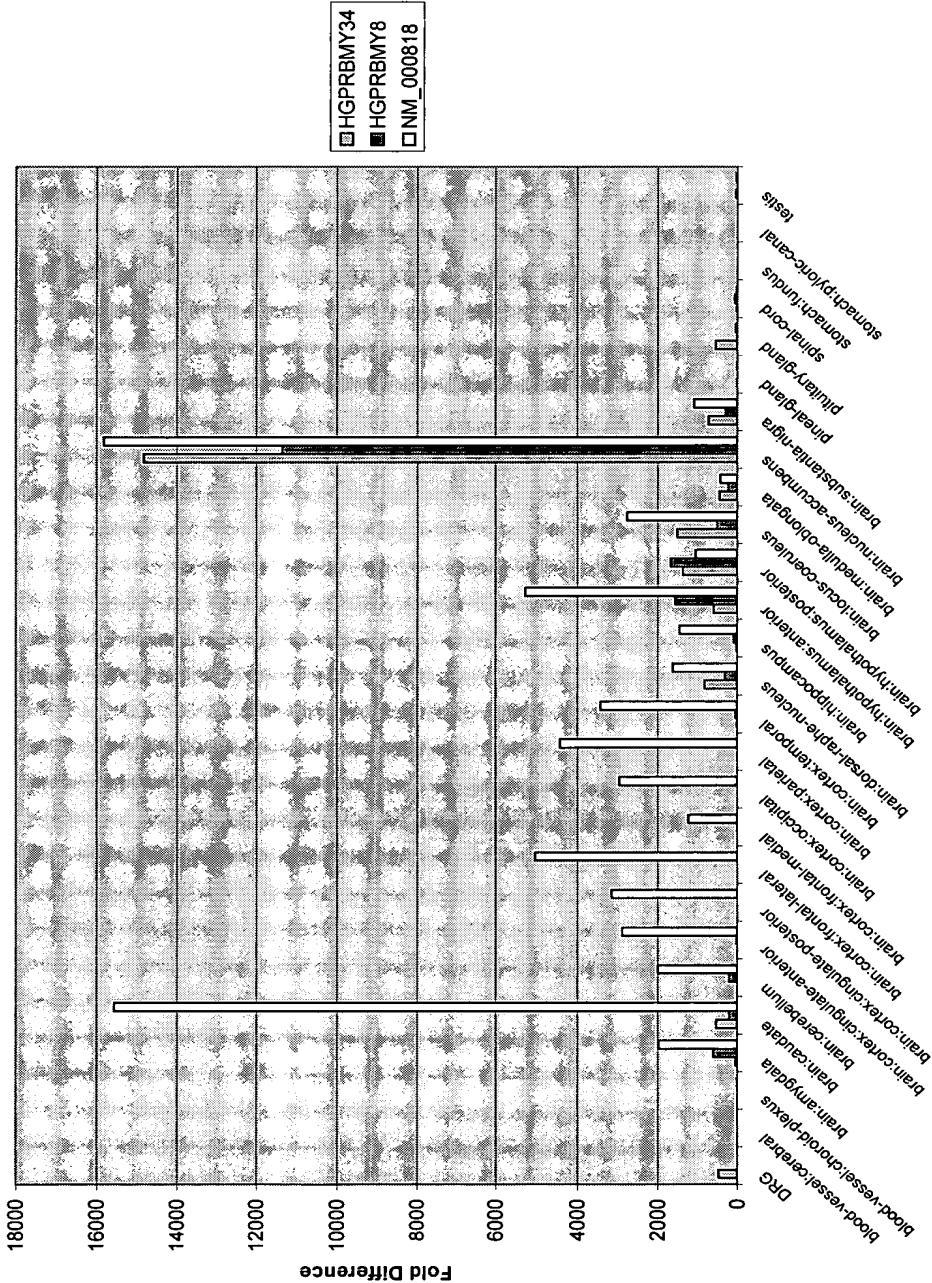 HGPRBMY34
HGPRBMY8
NM_000818
Fold Difference
18000
16000
14000
12000
10000
8000
6000
4000
2000
0
DRG
blood-vessel;cerebral
blood-vessel;choroid-plexus
brain:amygdala
brain:caudate
brain:cerebellum
brain:cortex:cingulate-anterior
brain:cortex:cingulate-posterior
brain:cortex:frontal-lateral
brain:cortex:frontal-medial
brain:cortex:occipital
brain:cortex:parietal
brain:cortex:temporal
brain:dorsal-raphe-nucleus
brain:hippocampus
brain:hypothalamus:anterior
brain:hypothalamus:posterior
brain:locus-coeruleus
brain:medulla-oblongata
brain:nucleus-accumbens
brain:substantia-nigra
pineal-gland
pituitary-gland
spinal-cord
stomach:fundus
stomach:pyloric-canal
testis